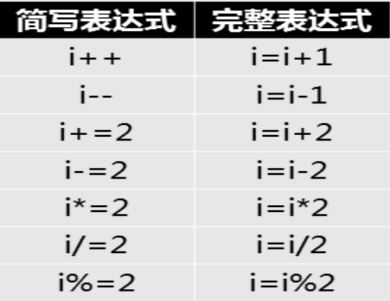 简写表达式 完整表达式
i++ i=i+1
i-- i=i-1
i+=2 i=i+2
i-=2 i=i-2
i*=2 i=i*2
i/=2 i=i/2
i%=2 i=i%2